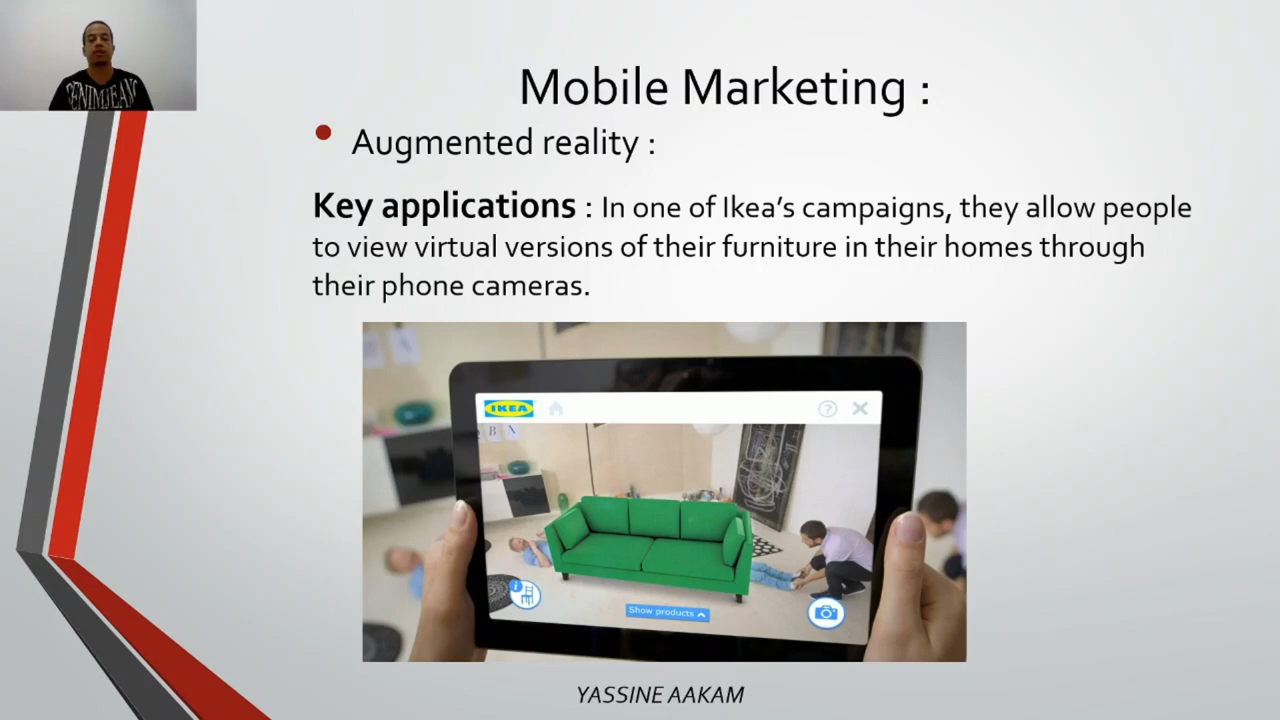 DENIMJEANS
Mobile Marketing :
• Augmented reality :
Key applications : In one of Ikea’s campaigns, they allow people
to view virtual versions of their furniture in their homes through
their phone cameras.
IKEA
B A
Show products
YASSINE AAKAM